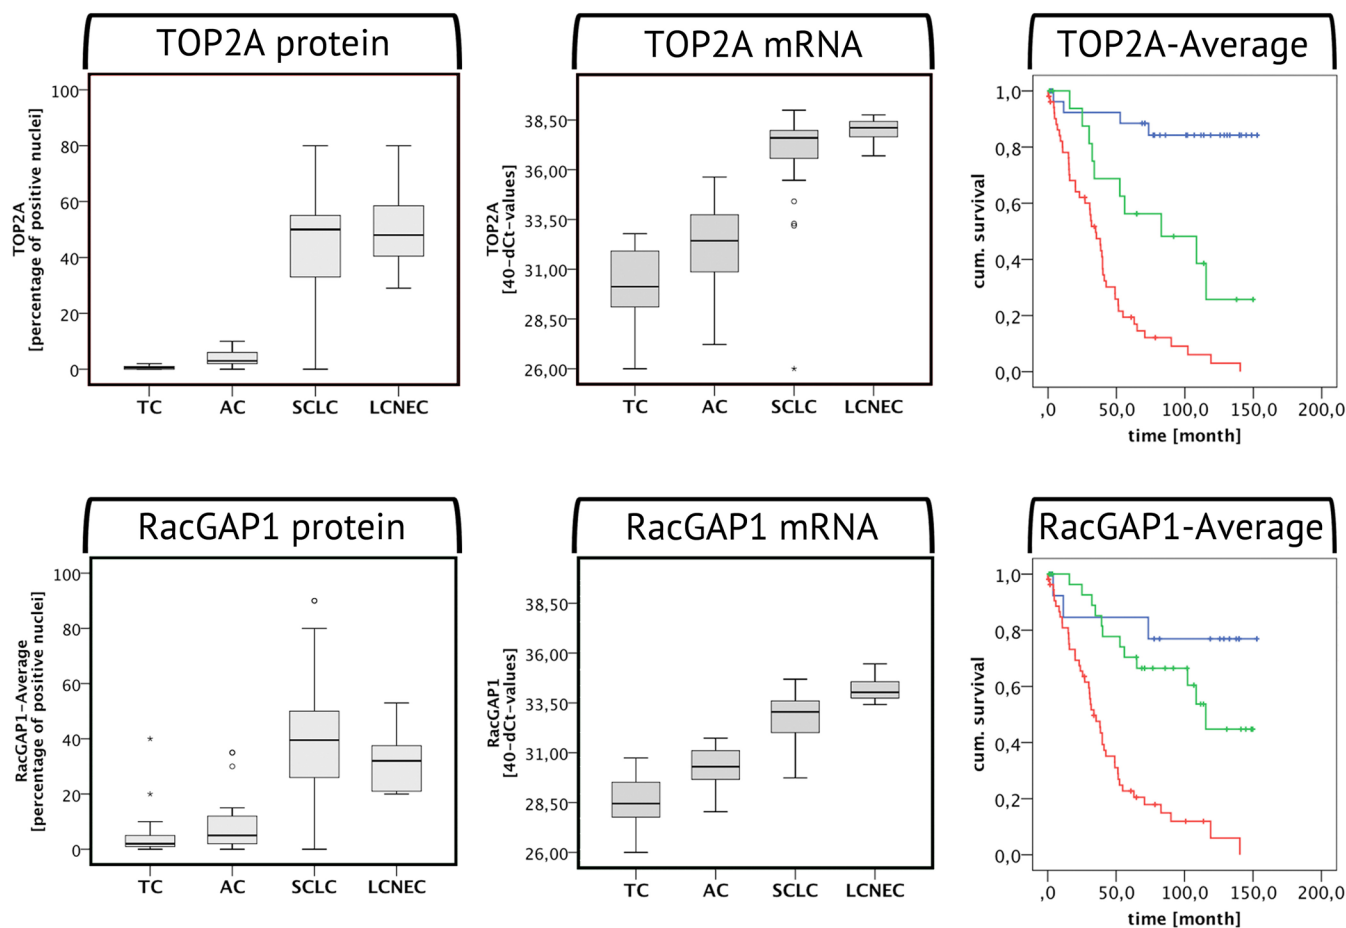 TOP2A protein
TOP2A mRNA
TOP2A-Average
TOP2A
[percentage of positive nuclei]
100
80
60
40
20
0
TC AC SCLC LCNEC
TOP2A
[40-dCt-values]
38,50
36,00
33,50
31,00
28,50
26,00
TC AC SCLC LCNEC
cum. survival
1,0
0,8
0,6
0,4
0,2
0,0
,0 50,0 100,0 150,0 200,0
time [month]
RacGAP1 protein
RacGAP1 mRNA
RacGAP1-Average
RacGAP1-Average
[percentage of positive nuclei]
100
80
60
40
20
0
TC AC SCLC LCNEC
RacGAP1
[40-dCt-values]
38,50
36,00
33,50
31,00
28,50
26,00
TC AC SCLC LCNEC
cum. survival
1,0
0,8
0,6
0,4
0,2
0,0
,0 50,0 100,0 150,0 200,0
time [month]